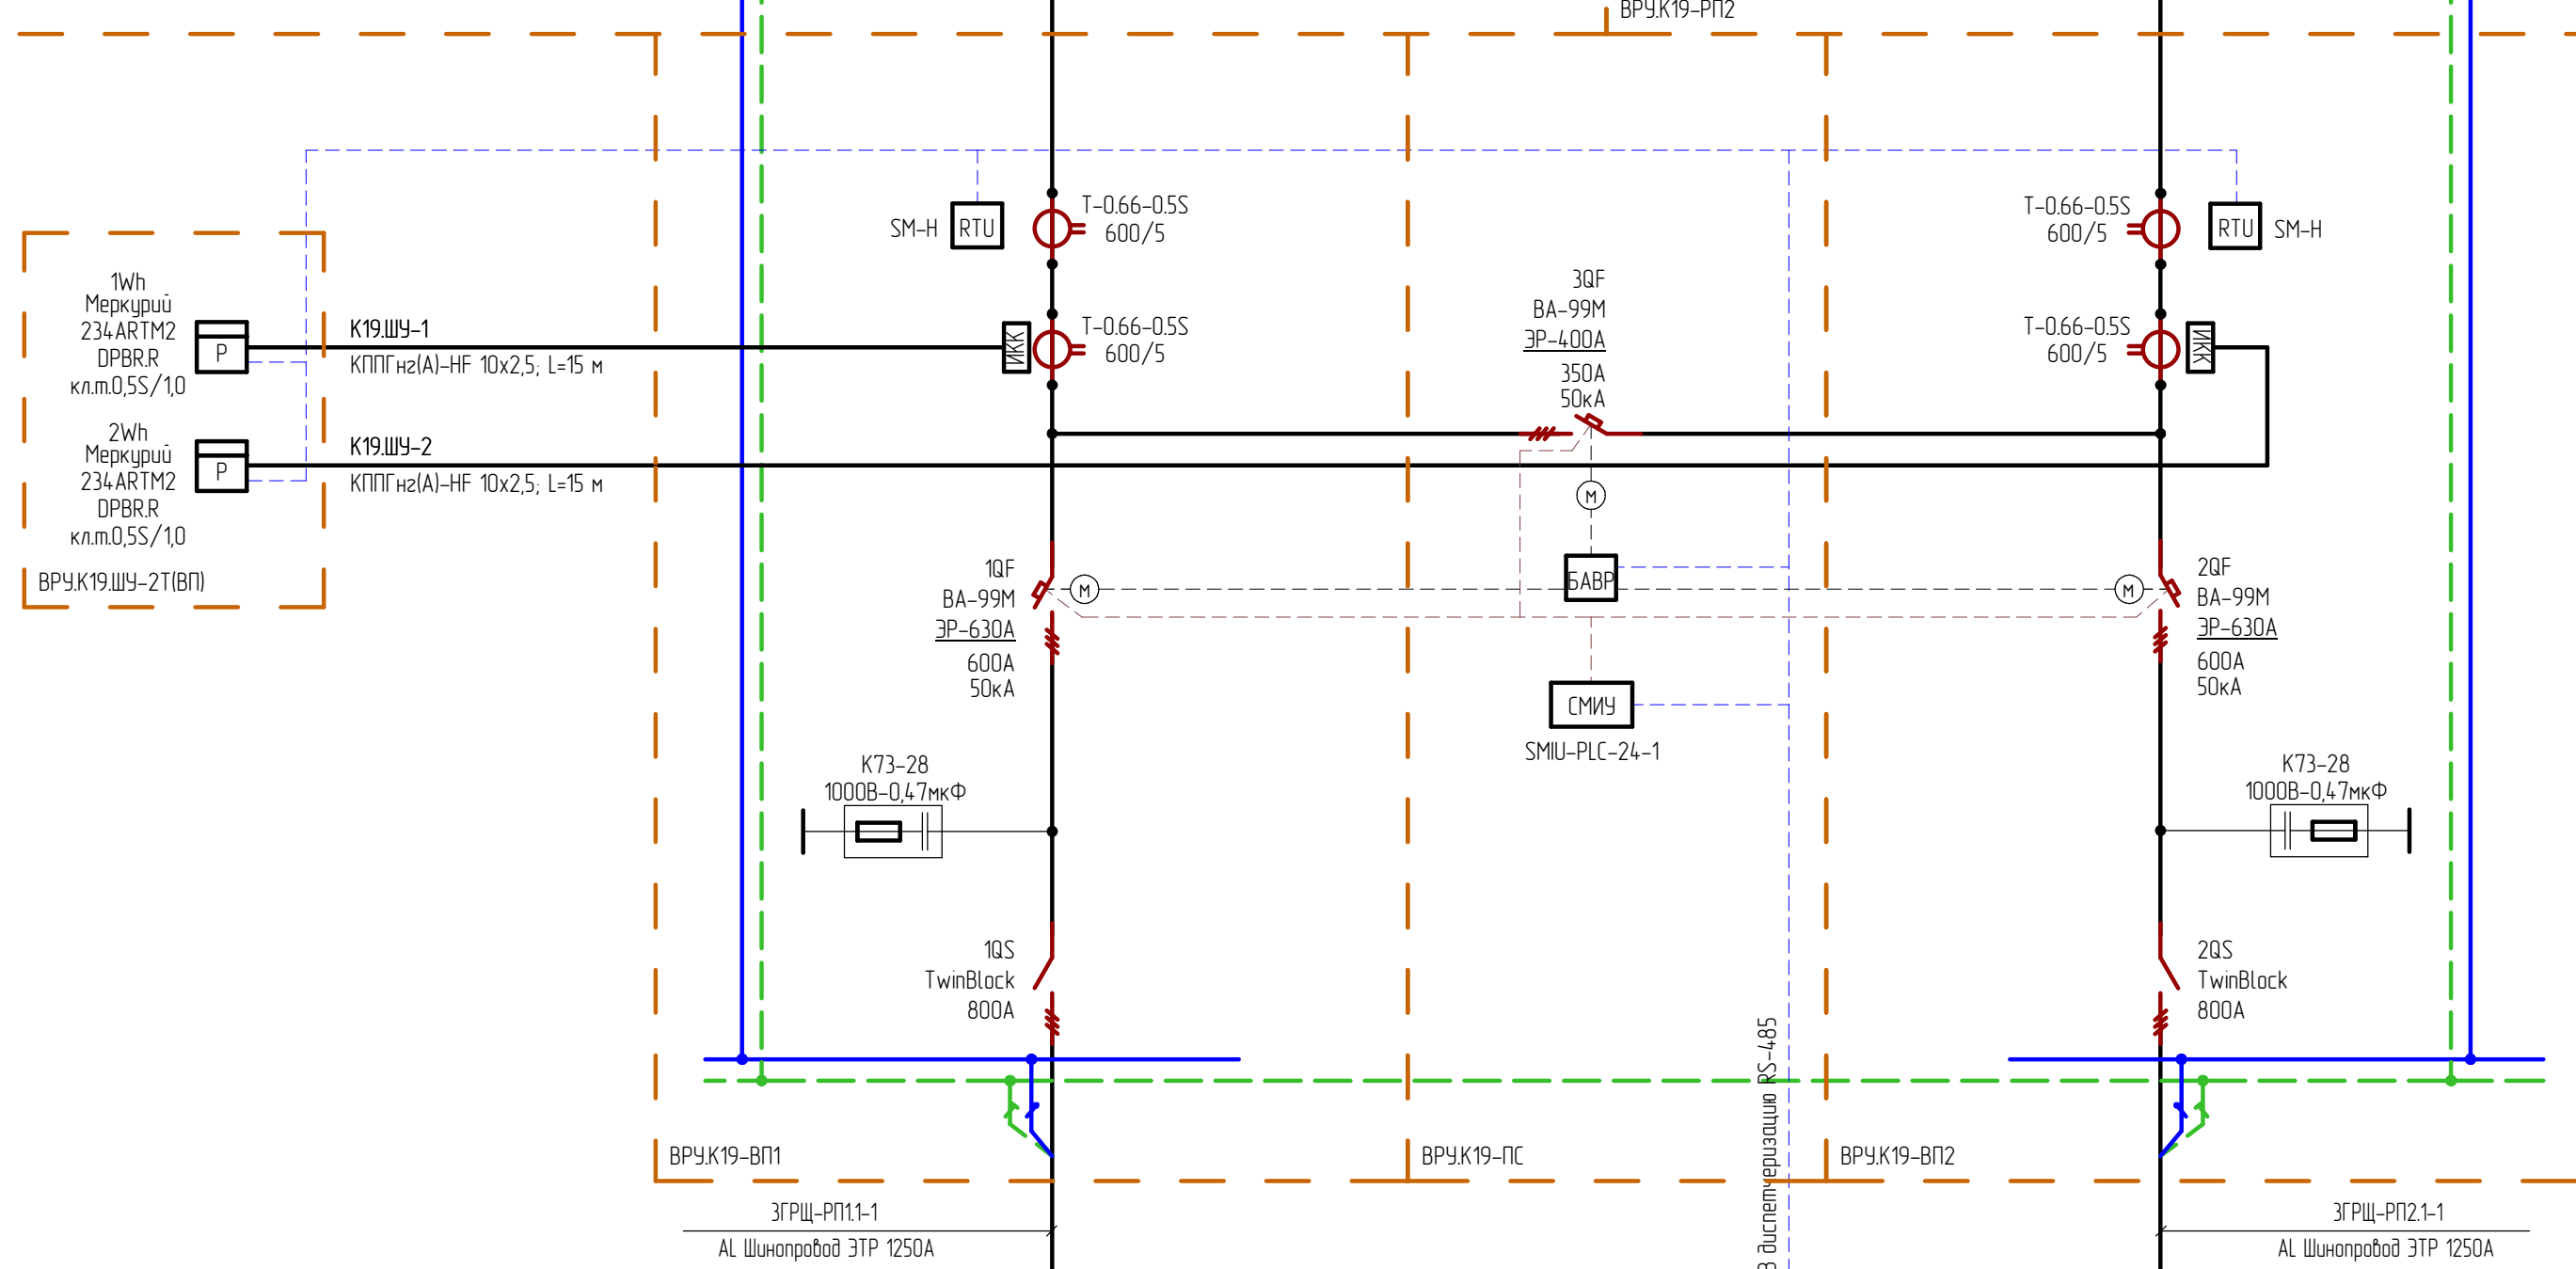 ВРУ.К19-РП2
Т-0.66-0.5S
600/5
SM-H
RTU
Т-0.66-0.5S
600/5
RTU
SM-H
1Wh
Меркурий
234ARTM2
DPBR.R
кл.т.0,5S/1,0
P
К19.ШУ-1
КППГнг(А)-HF 10х2,5; L=15 м
ИКК
Т-0.66-0.5S
600/5
3QF
ВА-99М
ЭР-400А
350А
50кА
Т-0.66-0.5S
600/5
ИКК
2Wh
Меркурий
234ARTM2
DPBR.R
кл.т.0,5S/1,0
P
К19.ШУ-2
КППГнг(А)-HF 10х2,5; L=15 м
ВРУ.К19.ШУ-2Т(ВП)
М
1QF
ВА-99М
ЭР-630А
600А
50кА
М
БАВР
М
2QF
ВА-99М
ЭР-630А
600А
50кА
СМИУ
SMIU-PLC-24-1
К73-28
1000В-0,47мкФ
К73-28
1000В-0,47мкФ
1QS
TwinBlock
800А
2QS
TwinBlock
800А
В диспетчеризацию RS-485
ВРУ.К19-ВП1
ВРУ.К19-ПС
ВРУ.К19-ВП2
3ГРЩ-РП1.1-1
AL Шинопровод ЭТР 1250А
3ГРЩ-РП2.1-1
AL Шинопровод ЭТР 1250А